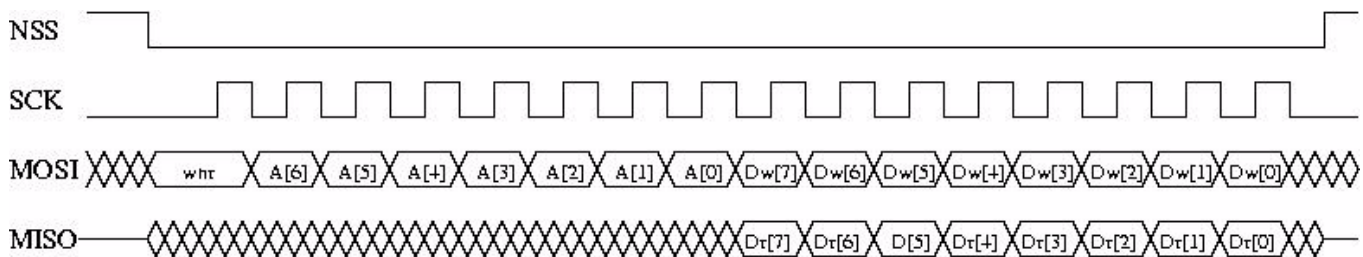 NSS
SCK
MOSI whr A[6] A[5] A[4] A[3] A[2] A[1] A[0] Dw[7] Dw[6] Dw[5] Dw[4] Dw[3] Dw[2] Dw[1] Dw[0]
MISO Dr[7] Dr[6] D[5] Dr[4] Dr[3] Dr[2] Dr[1] Dr[0]